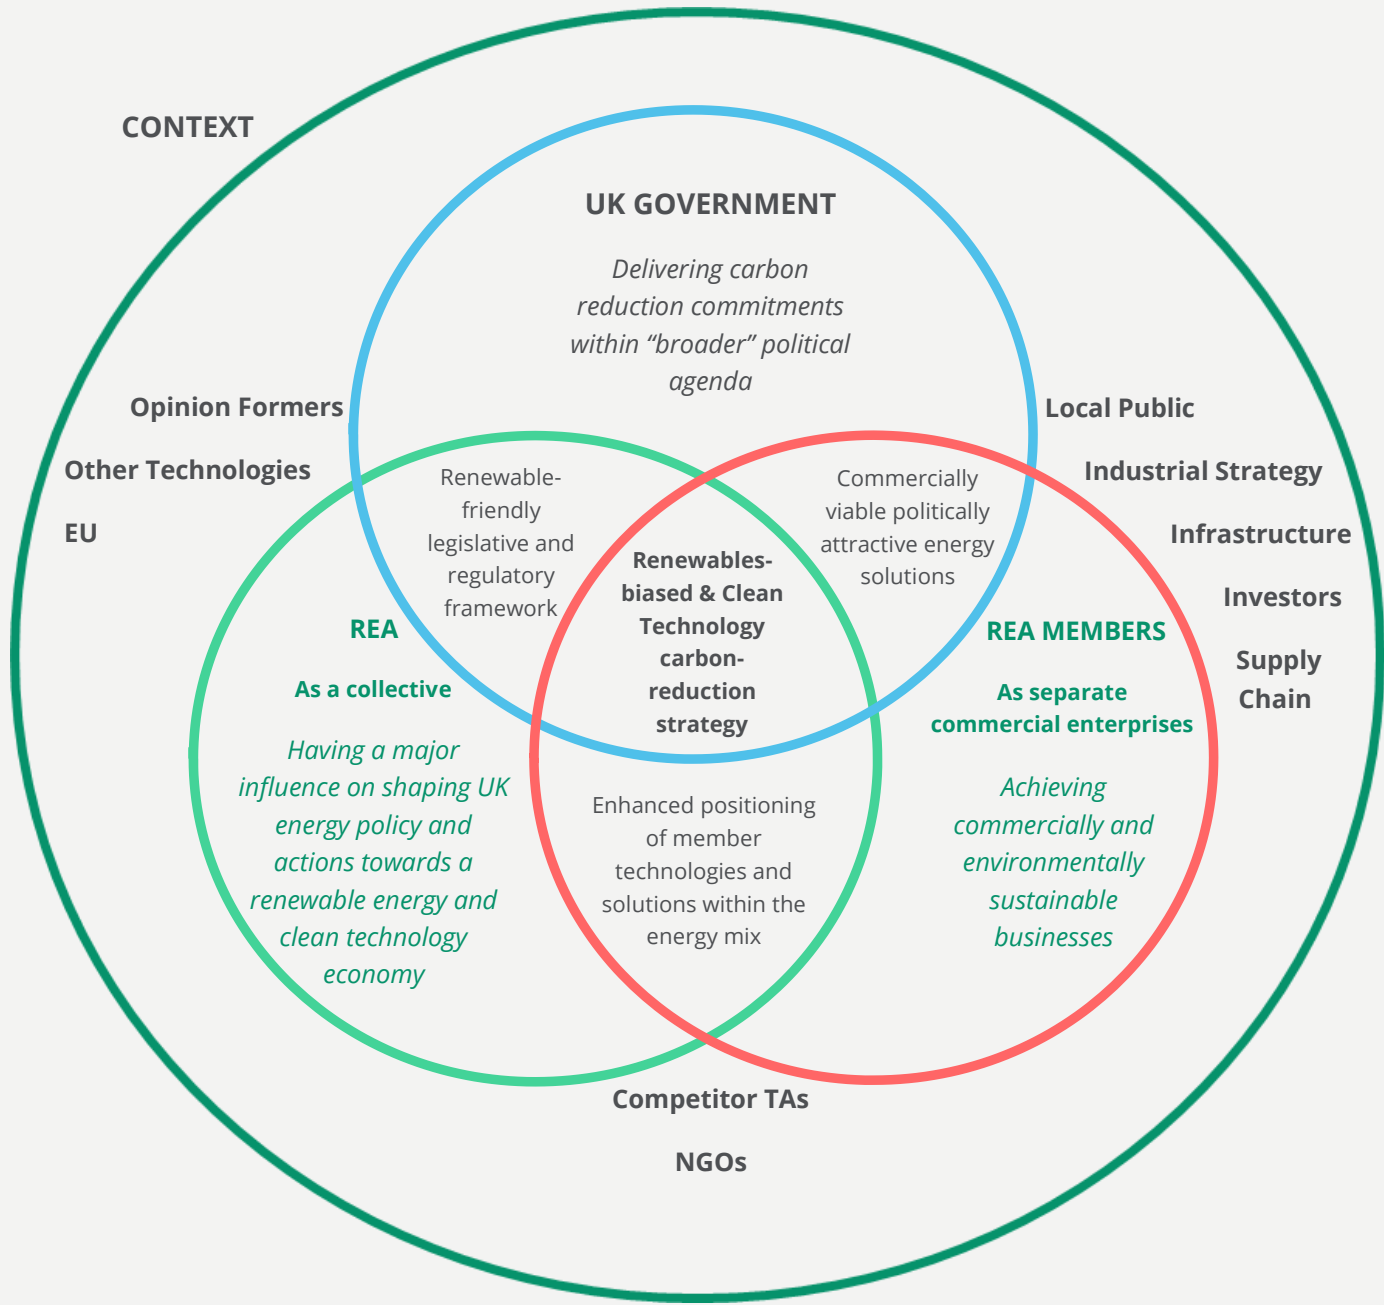 CONTEXT
UK GOVERNMENT
Delivering carbon
reduction commitments
within “broader” political
agenda
Opinion Formers
Other Technologies
EU
Local Public
Industrial Strategy
Infrastructure
Investors
Supply
Chain
Renewable-
friendly
legislative and
regulatory
framework
Commercially
viable politically
attractive energy
solutions
Renewables-
biased & Clean
Technology
carbon-
reduction
strategy
REA
As a collective
Having a major
influence on shaping UK
energy policy and
actions towards a
renewable energy and
clean technology
economy
REA MEMBERS
As separate
commercial enterprises
Achieving
commercially and
environmentally
sustainable
businesses
Enhanced positioning
of member
technologies and
solutions within the
energy mix
Competitor TAs
NGOs